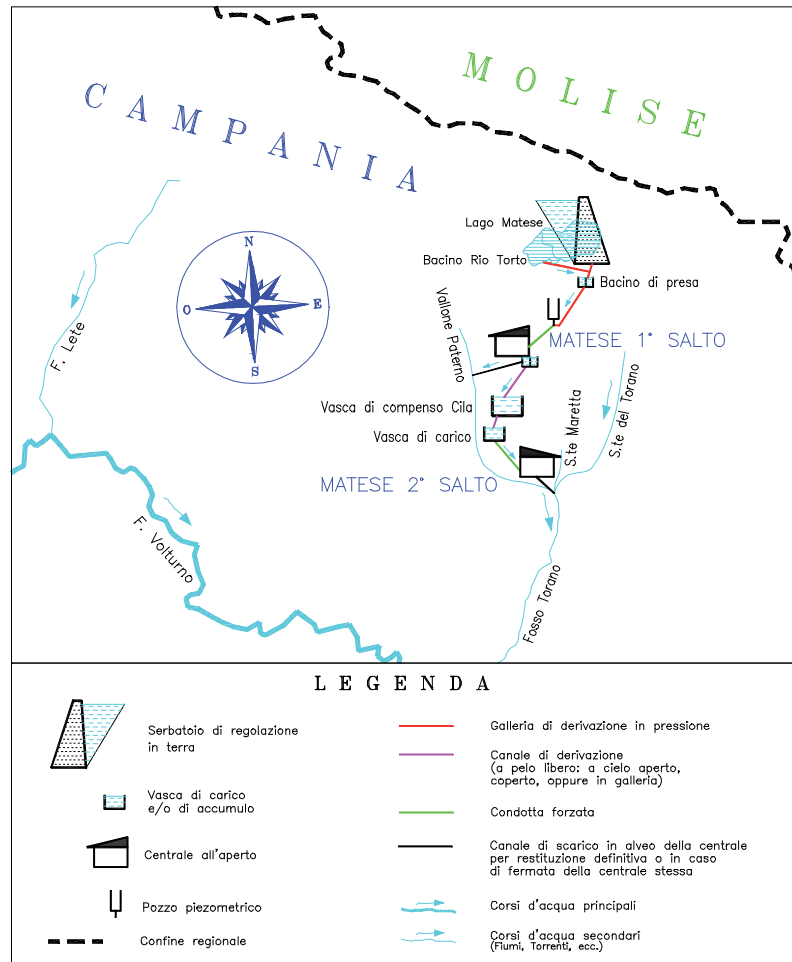 MOLISE
CAMPANIA
Lago Matese
Bacino Rio Torto
Bacino di presa
N
O
E
S
F. Lete
Vallone Paterno
MATESE 1° SALTO
S.te del Torano
S.te Maretta
Vasca di compenso Cila
Vasca di carico
MATESE 2° SALTO
F. Volturno
Fosso Torano
LEGENDA
Serbatoio di regolazione
in terra
Vasca di carico
e/o di accumulo
Centrale all'aperto
Pozzo piezometrico
Confine regionale
Galleria di derivazione in pressione
Canale di derivazione
(a pelo libero: a cielo aperto,
coperto, oppure in galleria)
Condotta forzata
Canale di scarico in alveo della centrale
per restituzione definitiva o in caso
di fermata della centrale stessa
Corsi d'acqua principali
Corsi d'acqua secondari
(Fiumi, Torrenti, ecc.)